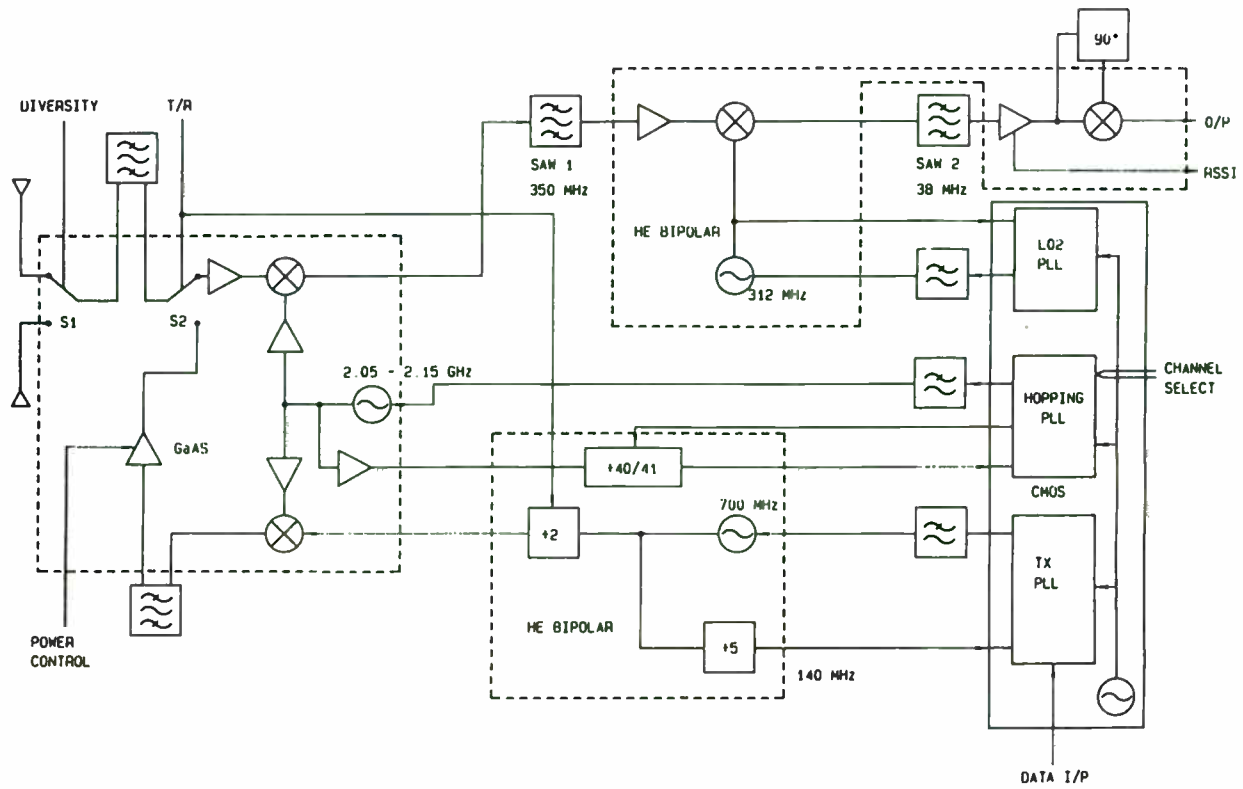 90°
DIVERSITY
T/R
SAW 1
350 MHz
SAW 2
38 MHz
O/P
RSSI
HE BIPOLAR
LO2
PLL
312 MHz
S1
S2
2.05 - 2.15 GHz
CHANNEL
SELECT
HOPPING
PLL
GaAS
÷40/41
CMOS
700 MHz
÷2
TX
PLL
HE BIPOLAR
÷5
140 MHz
POWER
CONTROL
DATA I/P